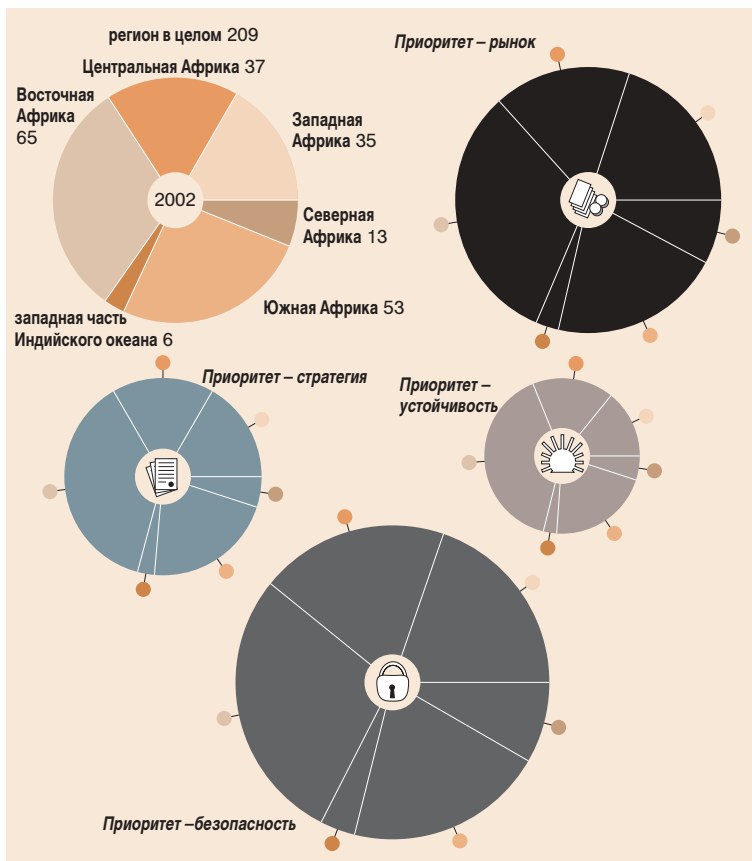 регион в целом 209
Центральная Африка 37
Восточная
Африка
65
Западная
Африка 35
2002
Северная
Африка 13
Южная Африка 53
западная часть
Индийского океана 6
Приоритет – рынок
Приоритет – стратегия
Приоритет –
устойчивость
Приоритет –безопасность